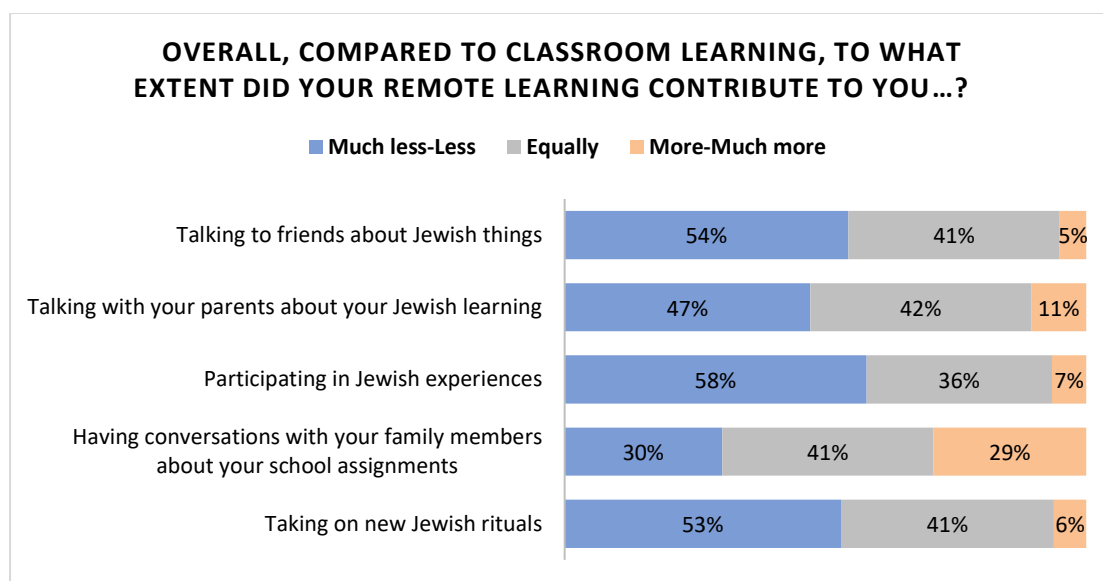 OVERALL, COMPARED TO CLASSROOM LEARNING, TO WHAT
EXTENT DID YOUR REMOTE LEARNING CONTRIBUTE TO YOU...?
Much less-Less Equally More-Much more
Talking to friends about Jewish things 54% 41% 5%
Talking with your parents about your Jewish learning 47% 42% 11%
Participating in Jewish experiences 58% 36% 7%
Having conversations with your family members
about your school assignments 30% 41% 29%
Taking on new Jewish rituals 53% 41% 6%